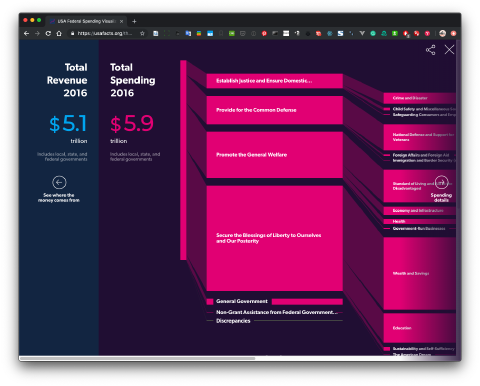 USA Federal Spending Visualiz
https://usafacts.org/
Total
Revenue
2016
$5.1
trillion
Includes local, state, and
federal governments
See where the
money comes from
Total
Spending
2016
$5.9
trillion
Includes local, state, and
federal governments
Establish Justice and Ensure Domestic...
Provide for the Common Defense
Promote the General Welfare
Secure the Blessings of Liberty to Ourselves
and Our Posterity
General Government
Non-Grant Assistance from Federal Government...
Discrepancies
Crime and Disaster
Child Safety and Miscellaneous
Safeguarding Consumers and
National Defense and Support for
Veterans
Foreign Affairs and Foreign Aid
Immigration and Border Security
Standard of Living and
Disadvantaged
Spending
details
Economy and Infrastructure
Health
Government-Run Businesses
Wealth and Savings
Education
Sustainability and Self-Sufficiency
The American Dream